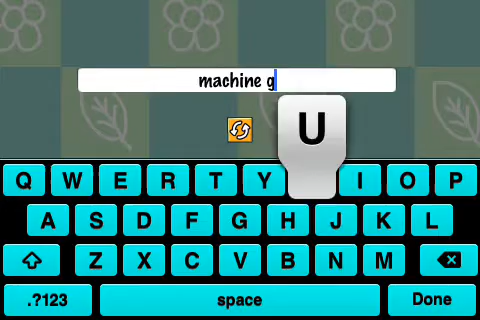 machine g
U
Q W E R T Y I O P
A S D F G H J K L
Z X C V B N M
.?123 space Done